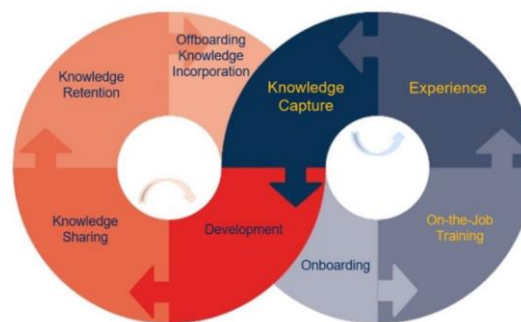 Offboarding
Knowledge
Incorporation
Knowledge
Retention
Knowledge
Capture
Experience
Knowledge
Sharing
Development
Onboarding
On-the-Job
Training